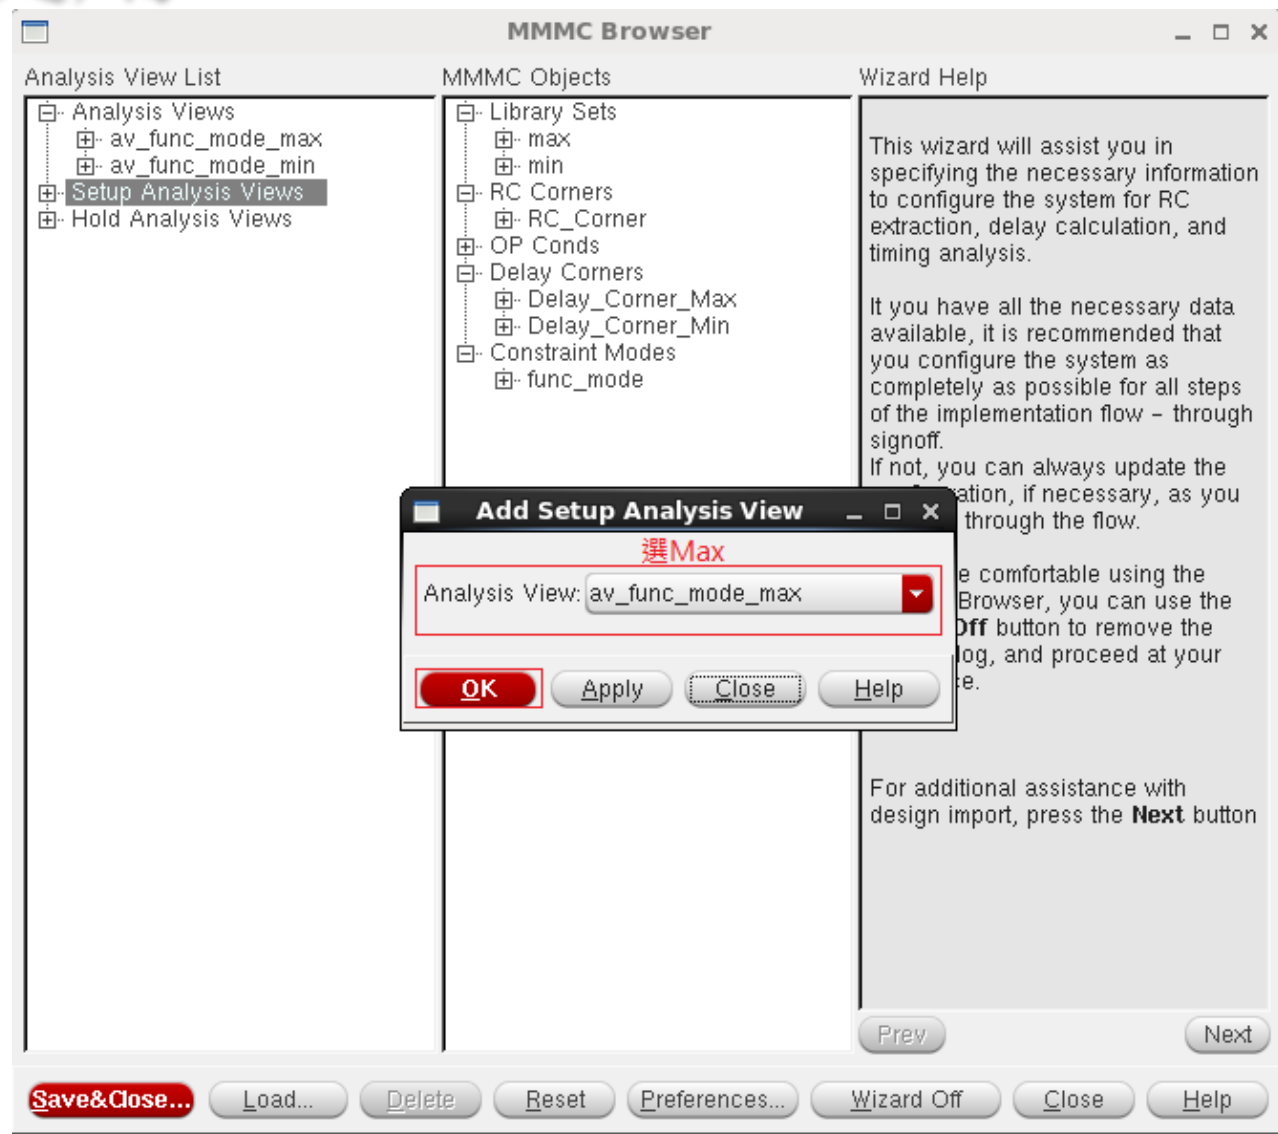 MMMC Browser
Analysis View List
Analysis Views
av_func_mode_max
av_func_mode_min
Setup Analysis Views
Hold Analysis Views
MMMC Objects
Library Sets
max
min
RC Corners
RC_Corner
OP Conds
Delay Corners
Delay_Corner_Max
Delay_Corner_Min
Constraint Modes
func_mode
Wizard Help
This wizard will assist you in
specifying the necessary information
to configure the system for RC
extraction, delay calculation, and
timing analysis.
It you have all the necessary data
available, it is recommended that
you configure the system as
completely as possible for all steps
of the implementation flow – through
signoff.
If not, you can always update the
ation, if necessary, as you
through the flow.
e comfortable using the
Browser, you can use the
Off button to remove the
log, and proceed at your
e.
For additional assistance with
design import, press the Next button
Prev
Next
Add Setup Analysis View
選Max
Analysis View: av_func_mode_max
OK
Apply
Close
Help
Save&Close...
Load...
Delete
Reset
Preferences...
Wizard Off
Close
Help